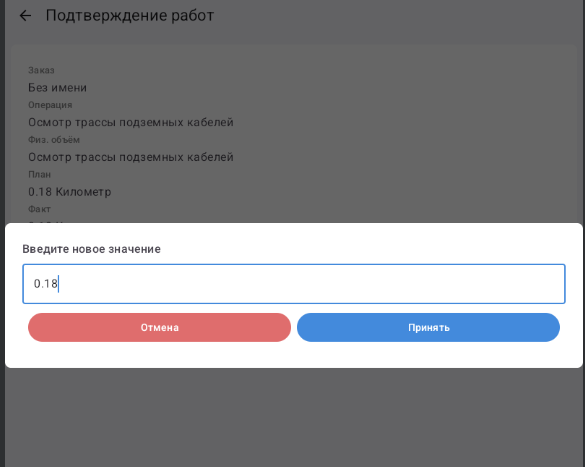 Подтверждение работ
Заказ
Без имени
Операция
Осмотр трассы подземных кабелей
Физ. объём
Осмотр трассы подземных кабелей
План
0.18 Километр
Факт
Введите новое значение
0.18
Отмена
Принять